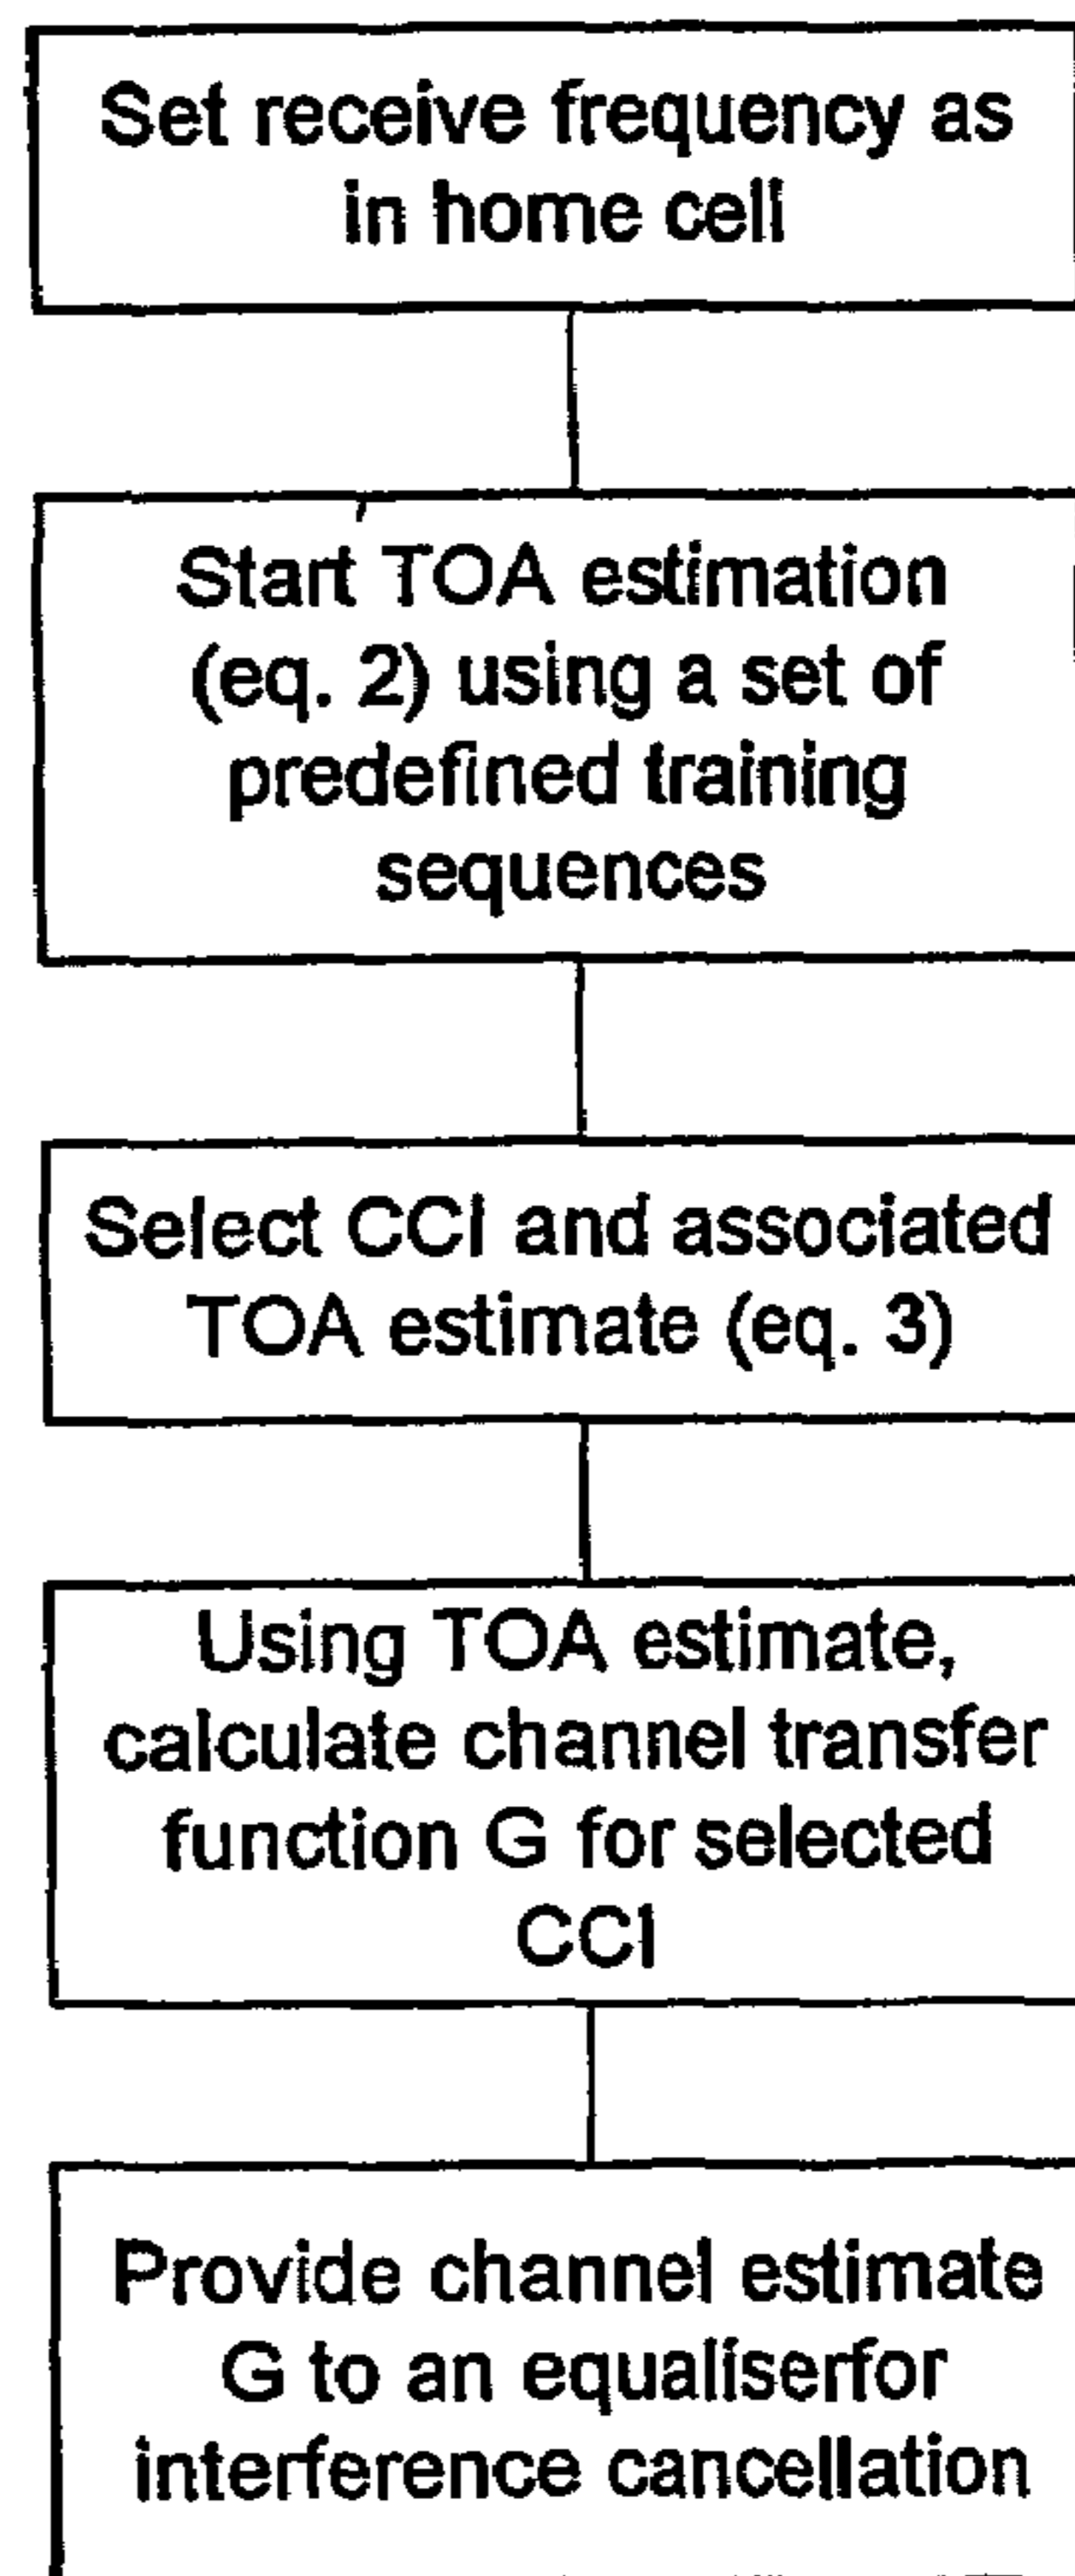 Set receive frequency as
in home cell
Start TOA estimation
(eq. 2) using a set of
predefined training
sequences
Select CCI and associated
TOA estimate (eq. 3)
Using TOA estimate,
calculate channel transfer
function G for selected
CCI
Provide channel estimate
G to an equaliserfor
interference cancellation